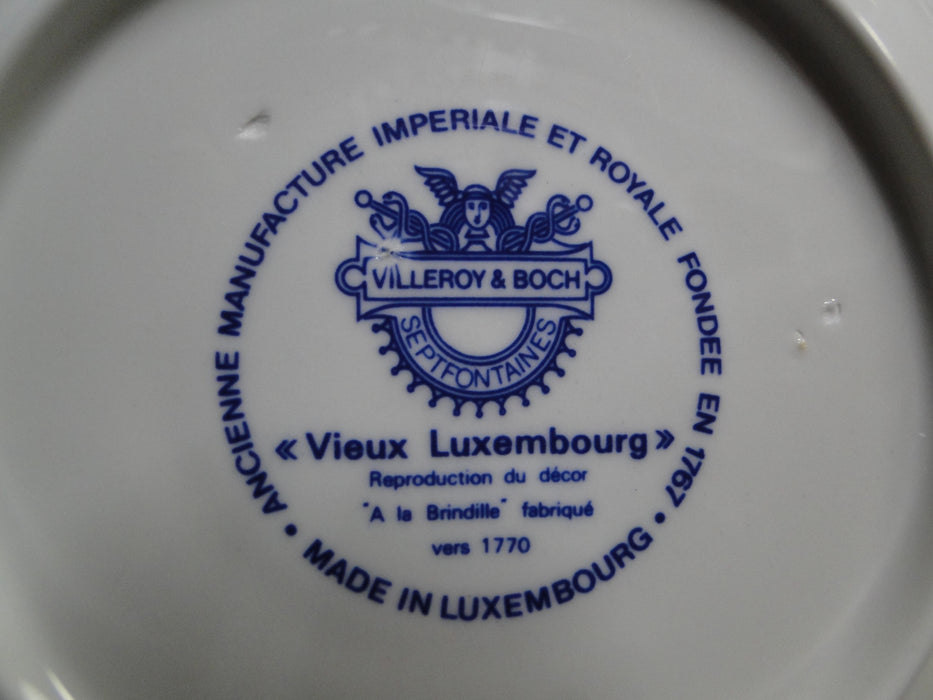 ANCIENNE MANUFACTURE IMPERIALE ET ROYALE FONDEE EN 1767
VILLEROY & BOCH
SEPTFONTAINES
« Vieux Luxembourg »
Reproduction du décor
"A la Brindille" fabriqué
vers 1770
• MADE IN LUXEMBOURG •